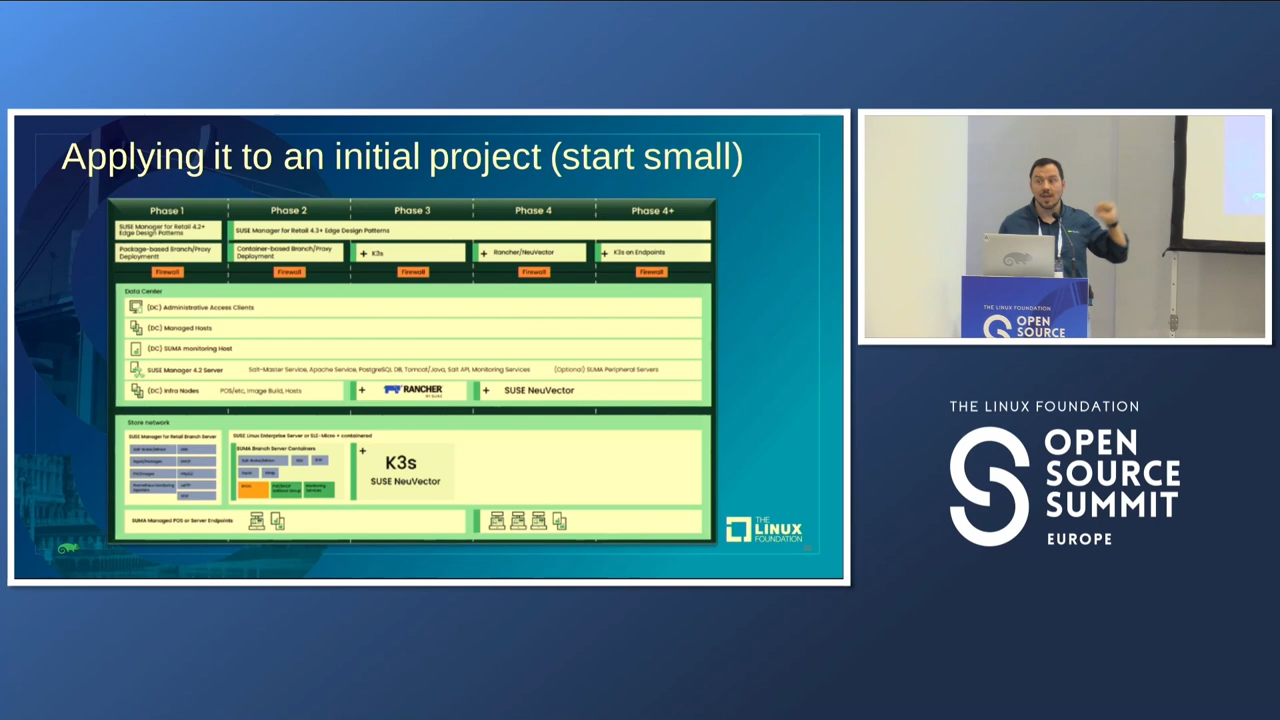 Applying it to an initial project (start small)
Phase 1
Phase 2
Phase 3
Phase 4
Phase 4+
SUSE Manager for Retail 4.2+
Edge Design Patterns
SUSE Manager for Retail 4.3+ Edge Design Patterns
Package-based Branch/Proxy
Deployment
Container-based Branch/Proxy
Deployment
+ K3s
+ Rancher/NeuVector
+ K3s on Endpoints
Firewall
Firewall
Firewall
Firewall
Firewall
Data Center
(DC) Administrative Access Clients
(DC) Managed Hosts
(DC) SUMA monitoring Host
SUSE Manager 4.2 Server
Salt-Master Service, Apache Service, PostgreSQL DB, Tomcat/Java, Salt API, Monitoring Services
(Optional) SUMA Peripheral Servers
(DC) Infra Nodes
POS/etc, Image Build, Hosts
+ RANCHER
BY SUSE
+ SUSE NeuVector
Store network
SUSE Manager for Retail Branch Server
SUSE Linux Enterprise Server or SLE-Micro + containered
SUMA Branch Server Containers
+
K3s
SUSE NeuVector
SUMA Managed POS or Server Endpoints
THE
LINUX
FOUNDATION
THE LINUX FOUNDATION
OPEN
SOURCE
THE LINUX FOUNDATION
OPEN
SOURCE
SUMMIT
EUROPE